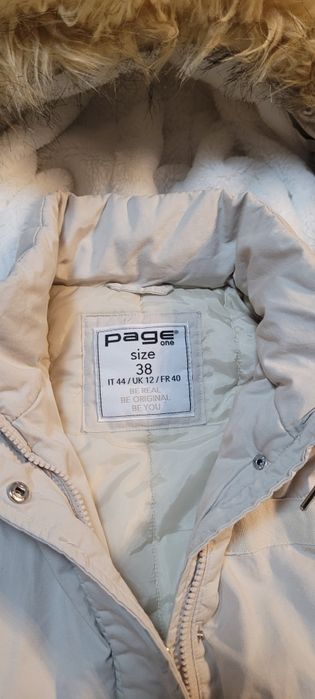 page®
one
size
38
IT 44 / UK 12 / FR 40
BE REAL
BE ORIGINAL
BE YOU